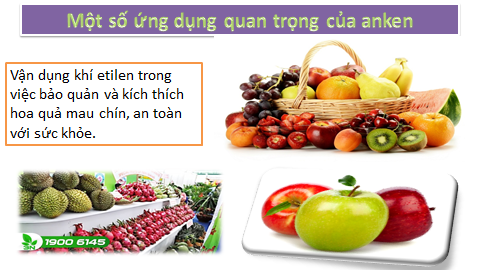 Một số ứng dụng quan trọng của anken
Vận dụng khí etilen trong
việc bảo quản và kích thích
hoa quả mau chín, an toàn
với sức khỏe.
1900 6145